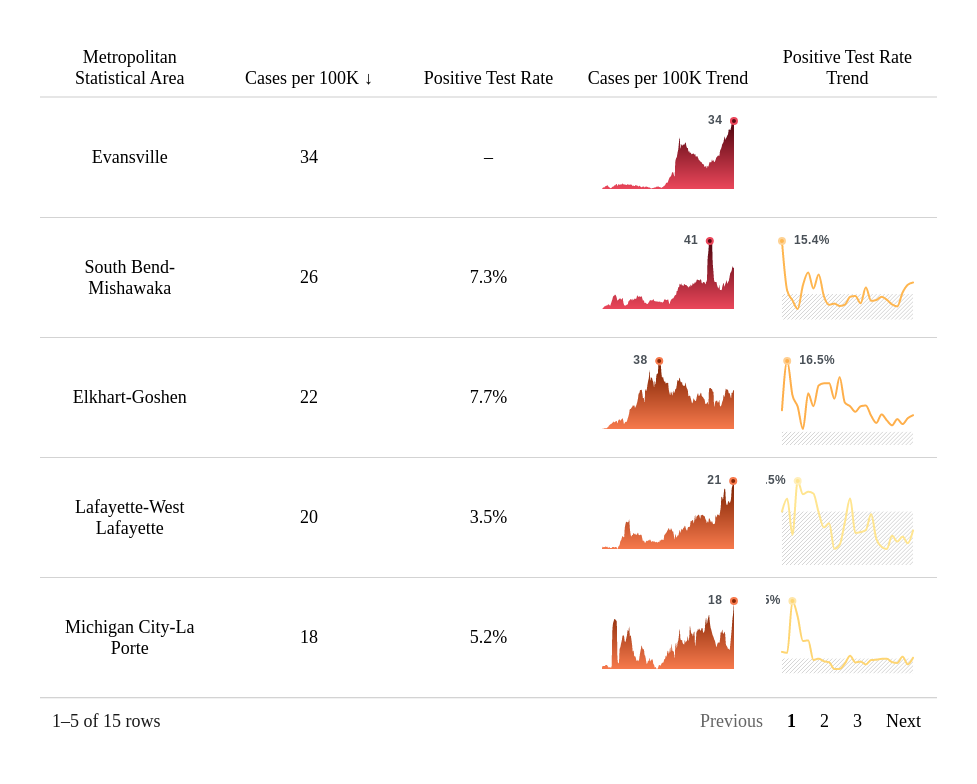 Metropolitan
Statistical Area
Cases per 100K ↓
Positive Test Rate
Cases per 100K Trend
Positive Test Rate
Trend
Evansville
34
–
34
South Bend-
Mishawaka
26
7.3%
41
15.4%
Elkhart-Goshen
22
7.7%
38
16.5%
Lafayette-West
Lafayette
20
3.5%
21
.5%
Michigan City-La
Porte
18
5.2%
18
5%
1–5 of 15 rows
Previous
1
2
3
Next